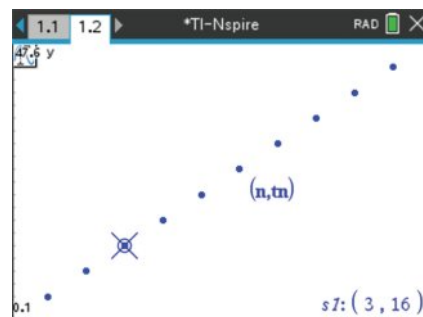 1.1 1.2 *TI-Nspire RAD
47.6 y
(n,tn)
0.1 s1:(3,16)